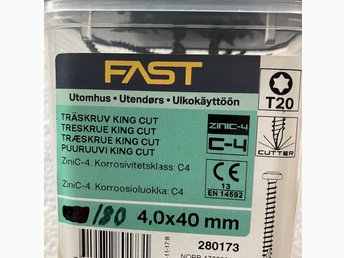 FAST
Utomhus • Utendørs • Ulkokäyttöön
TRÄSKRUV KING CUT
TRESKRUE KING CUT
TRÆSKRUE KING CUT
PUURUUVI KING CUT
ZiniC-4. Korrosivitetsklass: C4
ZiniC-4. Korroosioluokka: C4
ZINIC-4
C-4
CE
13
EN 14592
T20
CUTTER
/180
4,0x40 mm
280173